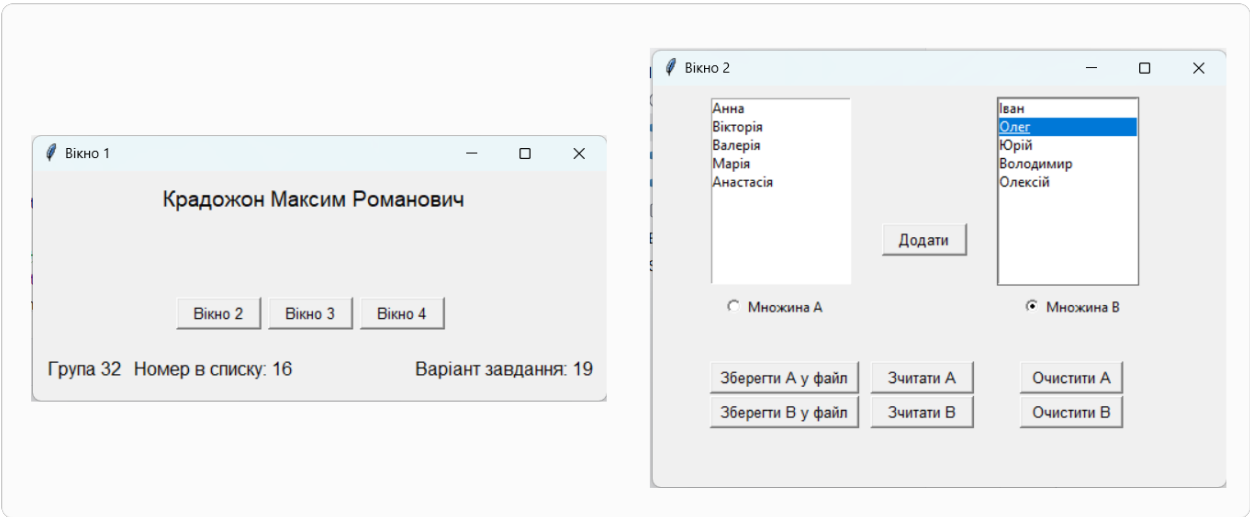 Вікно 1
Крадожон Максим Романович
Вікно 2 Вікно 3 Вікно 4
Група 32 Номер в списку: 16 Варіант завдання: 19
Вікно 2
Анна
Вікторія
Валерія
Марія
Анастасія
Додати
Іван
Олег
Юрій
Володимир
Олексій
Множина А Множина В
Зберегти А у файл Зчитати А Очистити А
Зберегти В у файл Зчитати В Очистити В